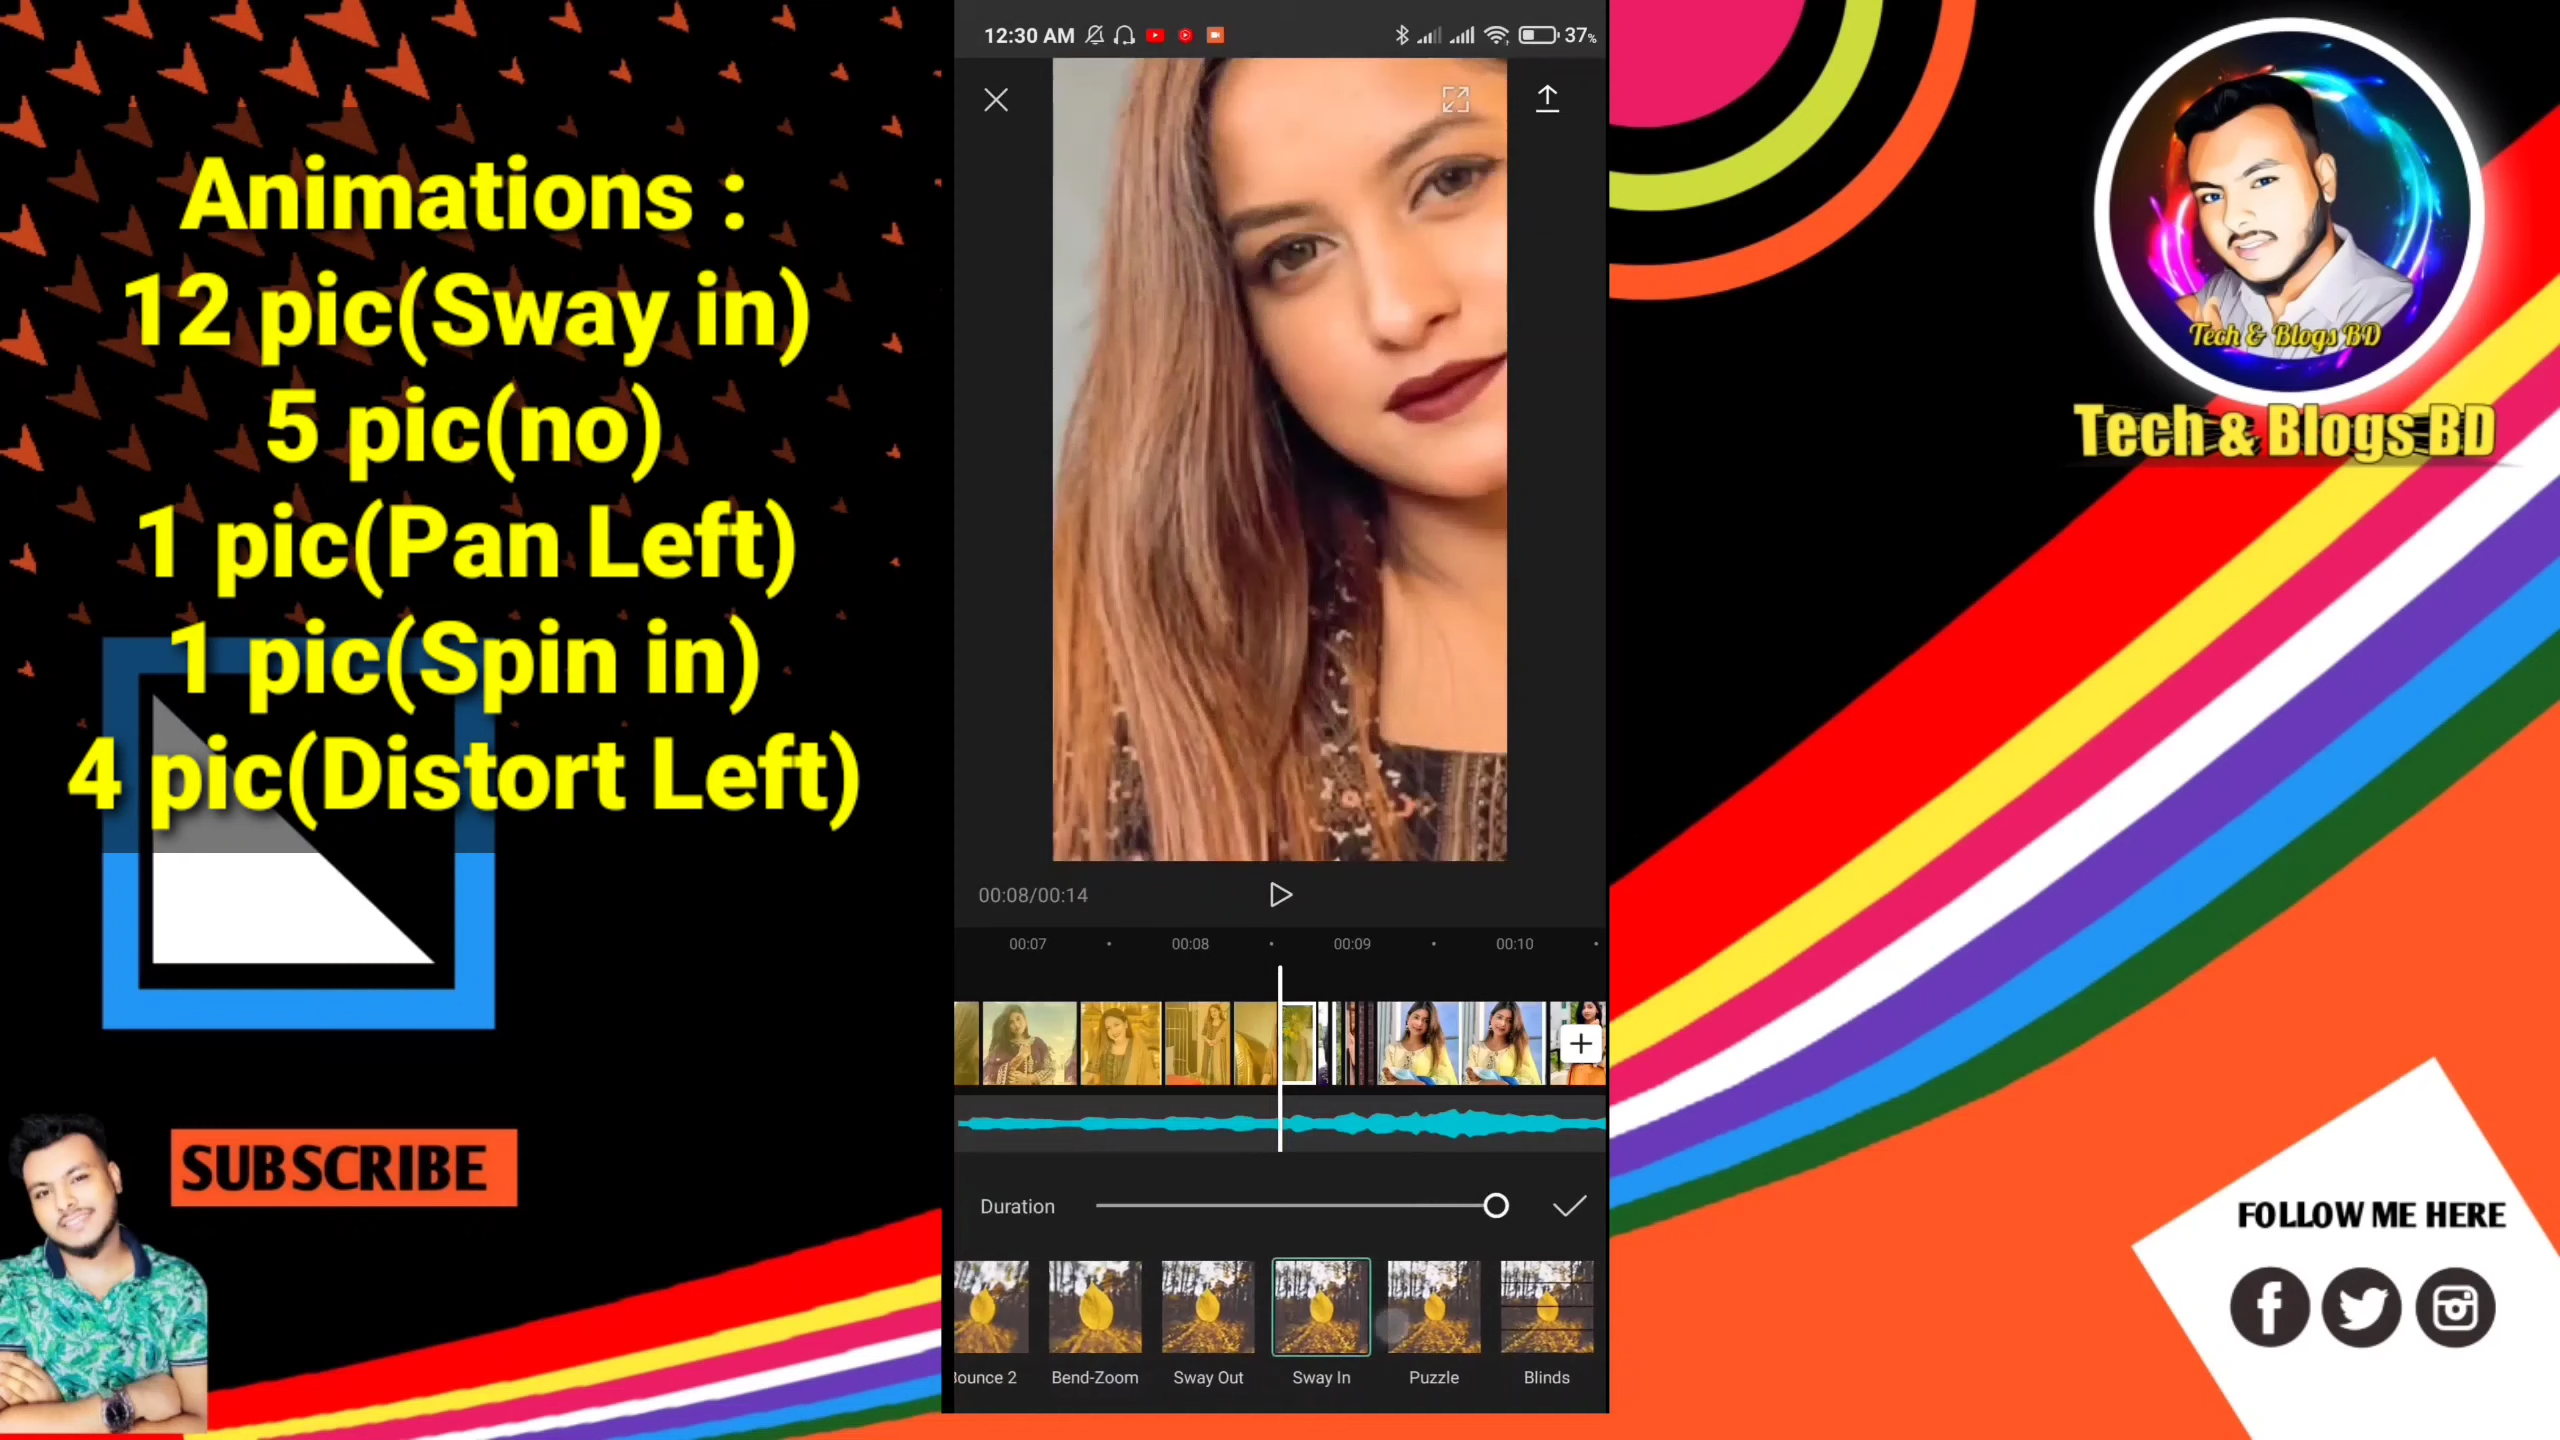 Animations :
12 pic(Sway in)
5 pic(no)
1 pic(Pan Left)
1 pic(Spin in)
4 pic(Distort Left)
SUBSCRIBE
12:30 AM
37%
00:08/00:14
00:07
00:08
00:09
00:10
Duration
Bounce 2
Bend-Zoom
Sway Out
Sway In
Puzzle
Blinds
Tech & Blogs BD
Tech & Blogs BD
FOLLOW ME HERE